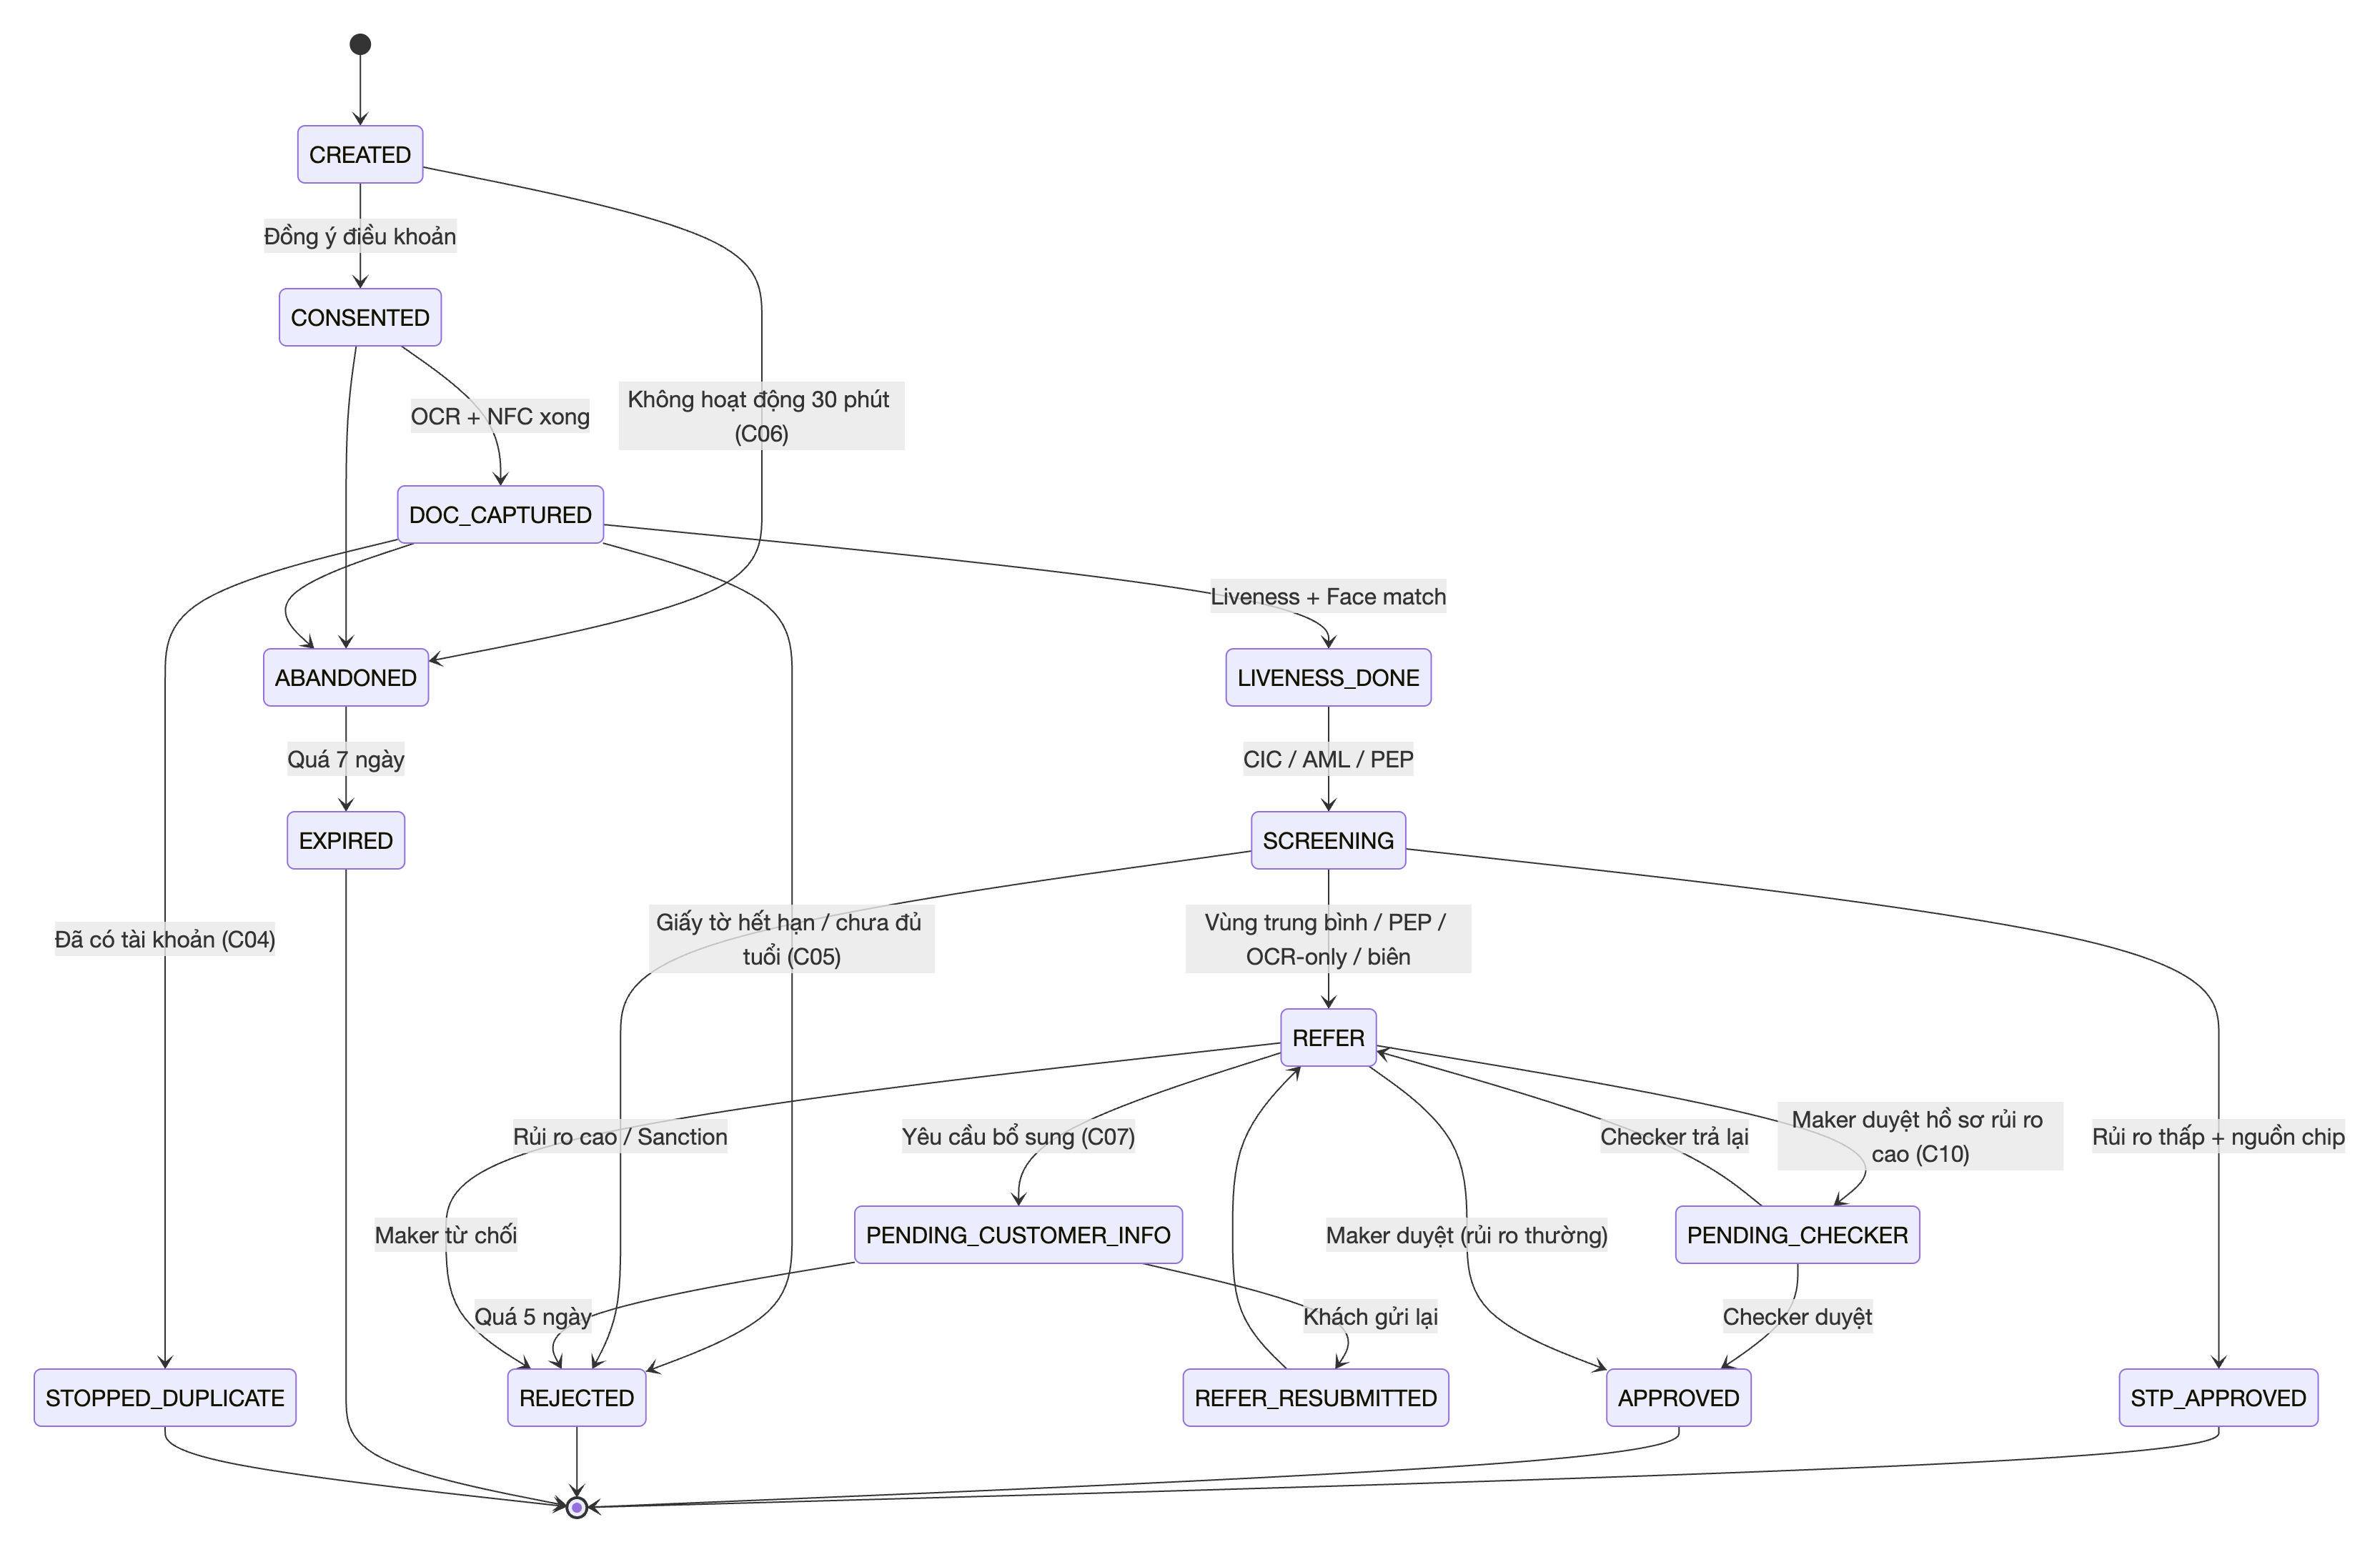 CREATED
Đồng ý điều khoản
CONSENTED
Không hoạt động 30 phút
(C06)
OCR + NFC xong
DOC_CAPTURED
Liveness + Face match
ABANDONED
LIVENESS_DONE
Quá 7 ngày
CIC / AML / PEP
EXPIRED
SCREENING
Đã có tài khoản (C04)
Giấy tờ hết hạn / chưa đủ
tuổi (C05)
Vùng trung bình / PEP /
OCR-only / biên
REFER
Rủi ro cao / Sanction
Yêu cầu bổ sung (C07)
Checker trả lại
Maker duyệt hồ sơ rủi ro
cao (C10)
Rủi ro thấp + nguồn chip
Maker từ chối
PENDING_CUSTOMER_INFO
Maker duyệt (rủi ro thường)
PENDING_CHECKER
Quá 5 ngày
Khách gửi lại
Checker duyệt
STOPPED_DUPLICATE
REJECTED
REFER_RESUBMITTED
APPROVED
STP_APPROVED